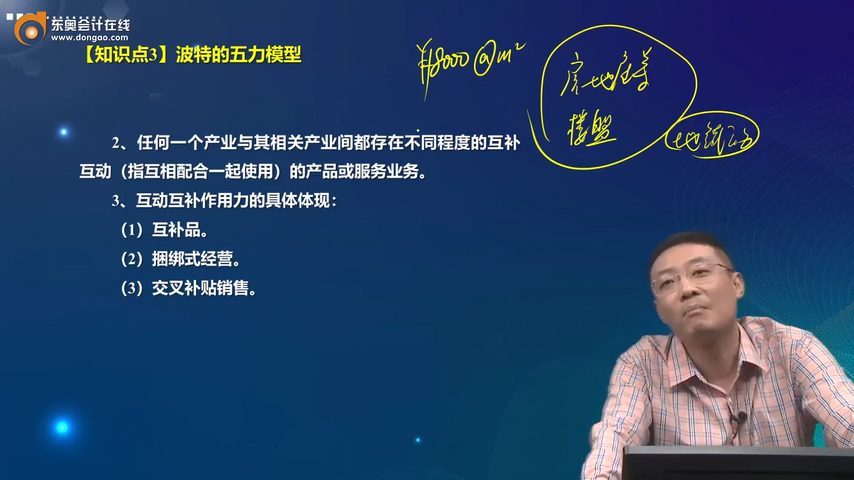 东奥会计在线
www.dongao.com
【知识点3】波特的五力模型
¥18000@m²
房地产业
楼盘
2、任何一个产业与其相关产业间都存在不同程度的互补
互动（指互相配合一起使用）的产品或服务业务。
3、互动互补作用力的具体体现：
（1）互补品。
（2）捆绑式经营。
（3）交叉补贴销售。